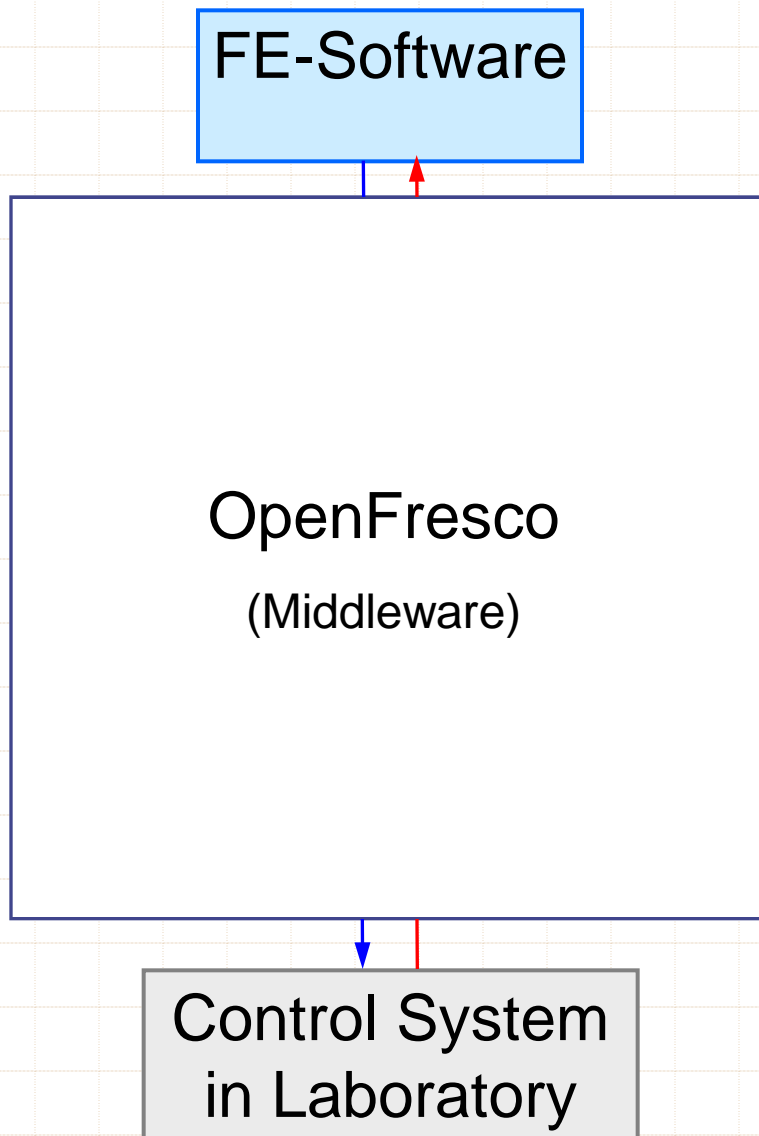 FE-Software
OpenFresco
(Middleware)
Control System
in Laboratory